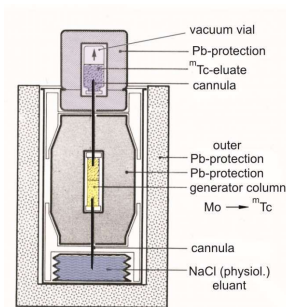 vacuum vial
Pb-protection
ᵐTc-eluate
cannula
outer
Pb-protection
Pb-protection
generator column
Mo → ᵐTc
cannula
NaCl (physiol.)
eluant